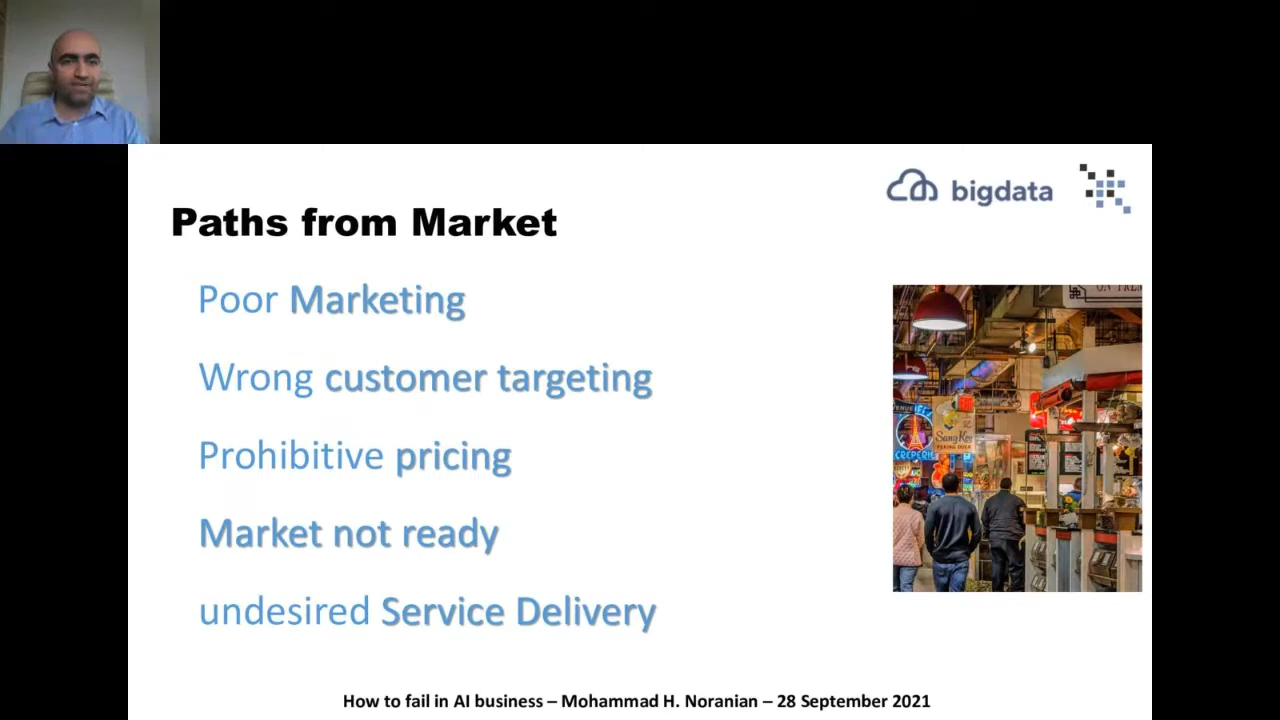 bigdata
Paths from Market
Poor Marketing
Wrong customer targeting
Prohibitive pricing
Market not ready
undesired Service Delivery
How to fail in AI business – Mohammad H. Noranian – 28 September 2021